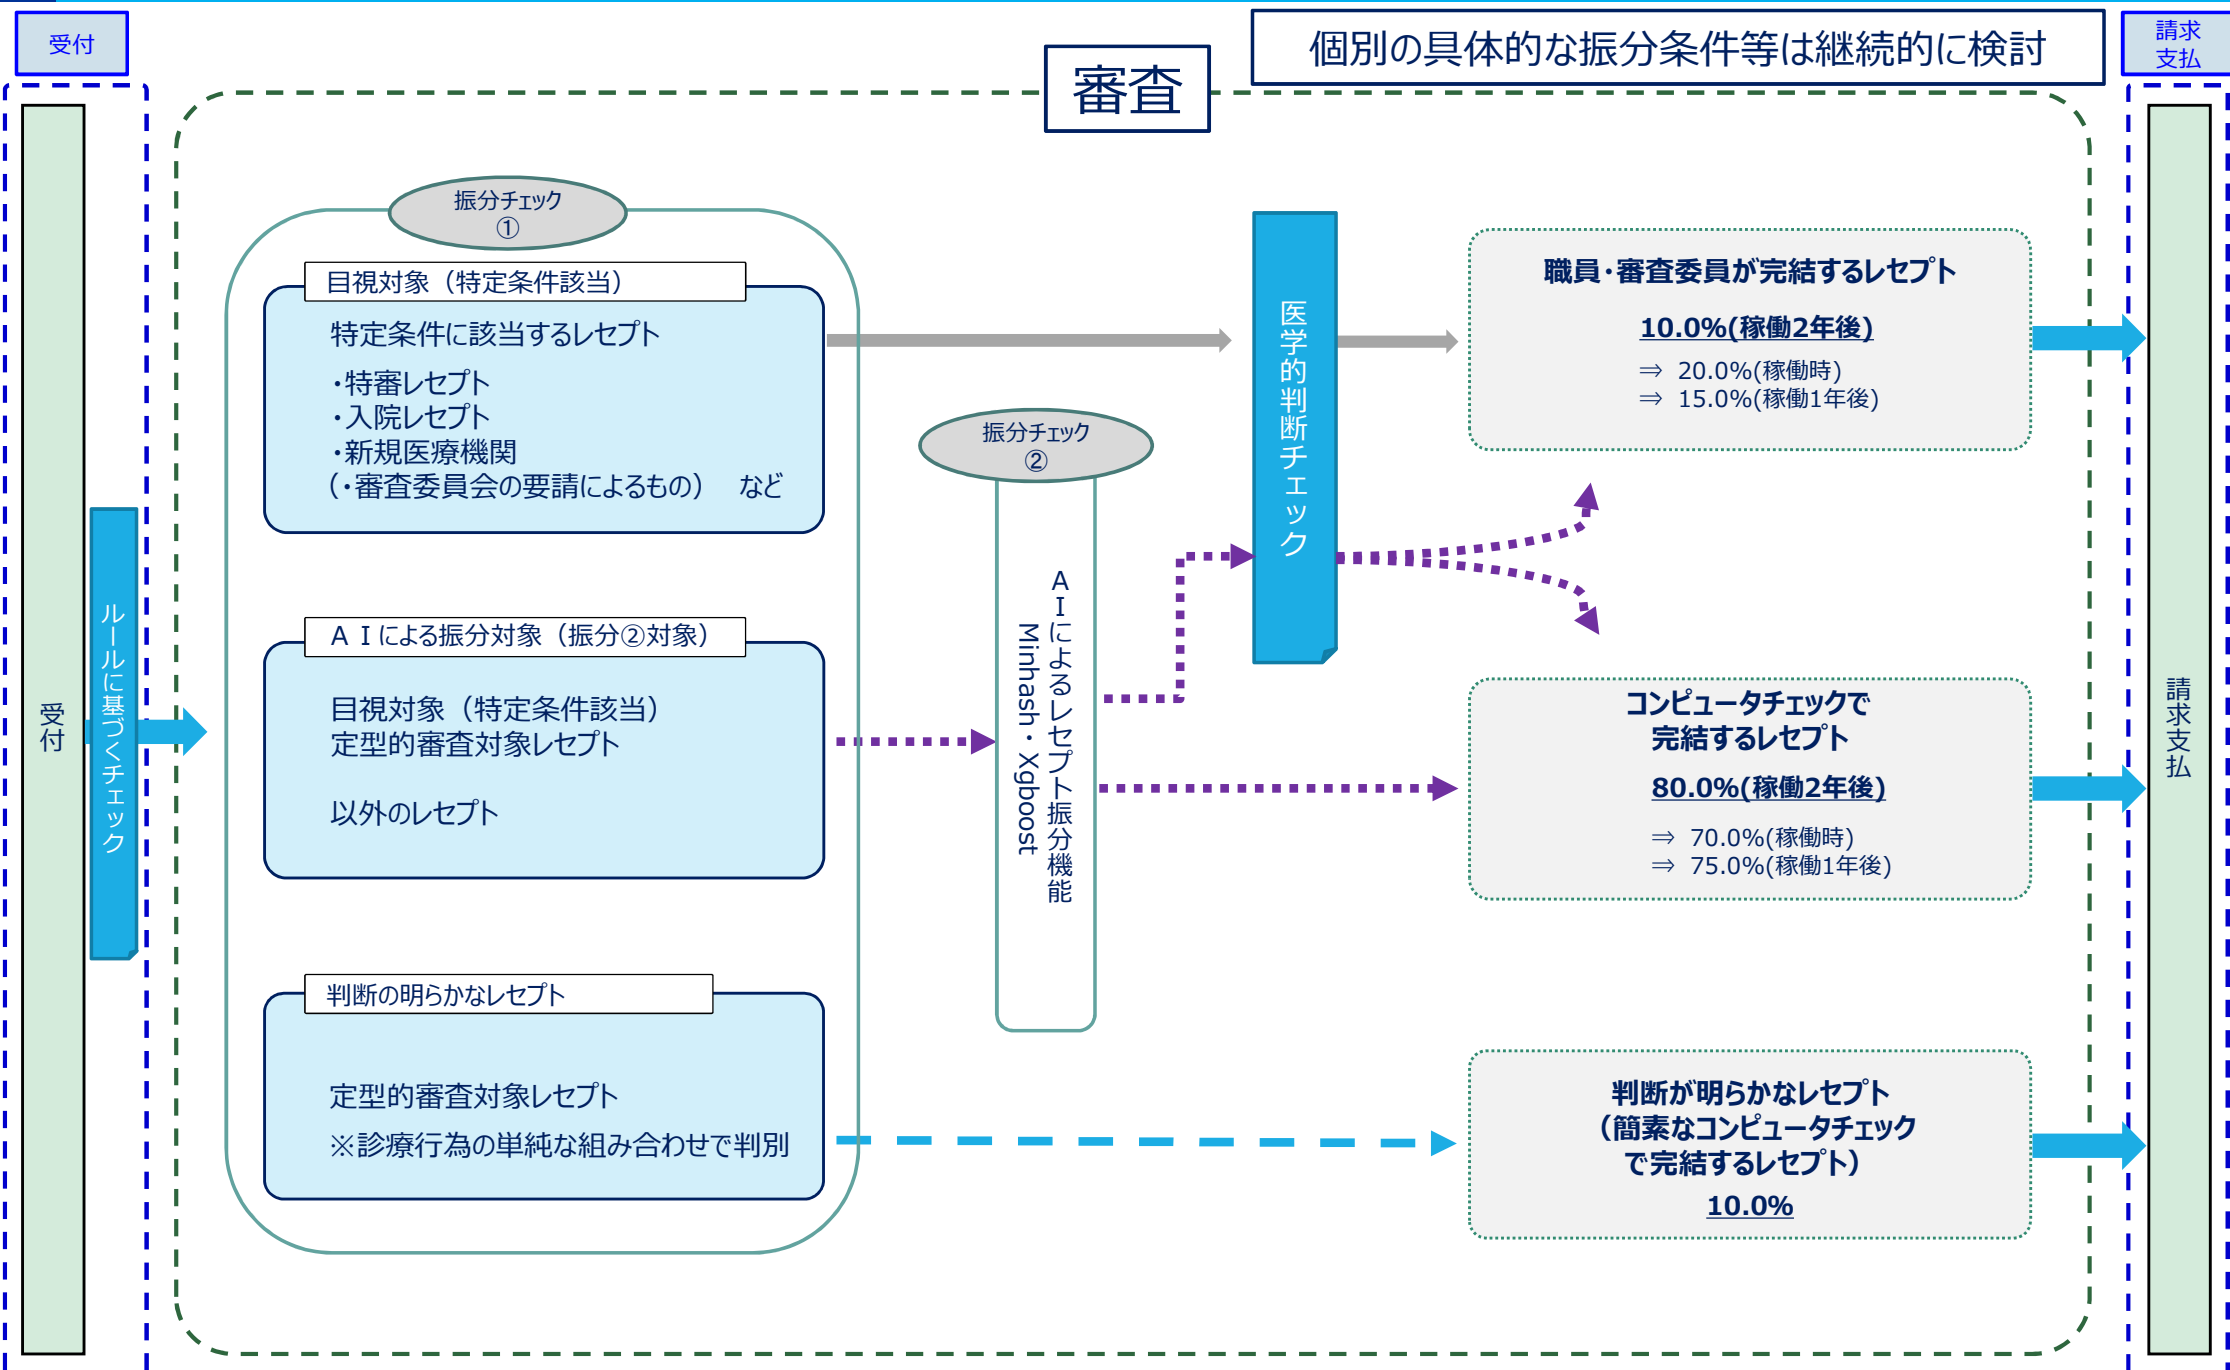 受付
個別の具体的な振分条件等は継続的に検討
請求
支払
審査
受付
ルールに基づくチェック
振分チェック
①
目視対象（特定条件該当）
特定条件に該当するレセプト
・特審レセプト
・入院レセプト
・新規医療機関
（・審査委員会の要請によるもの）　など
ＡＩによる振分対象（振分②対象）
目視対象（特定条件該当）
定型的審査対象レセプト
以外のレセプト
判断の明らかなレセプト
定型的審査対象レセプト
※診療行為の単純な組み合わせで判別
振分チェック
②
ＡＩによるレセプト振分機能
Minhash・Xgboost
医学的判断チェック
職員・審査委員が完結するレセプト
10.0%(稼働2年後)
⇒ 20.0%(稼働時)
⇒ 15.0%(稼働1年後)
コンピュータチェックで
完結するレセプト
80.0%(稼働2年後)
⇒ 70.0%(稼働時)
⇒ 75.0%(稼働1年後)
判断が明らかなレセプト
（簡素なコンピュータチェック
で完結するレセプト）
10.0%
請求支払